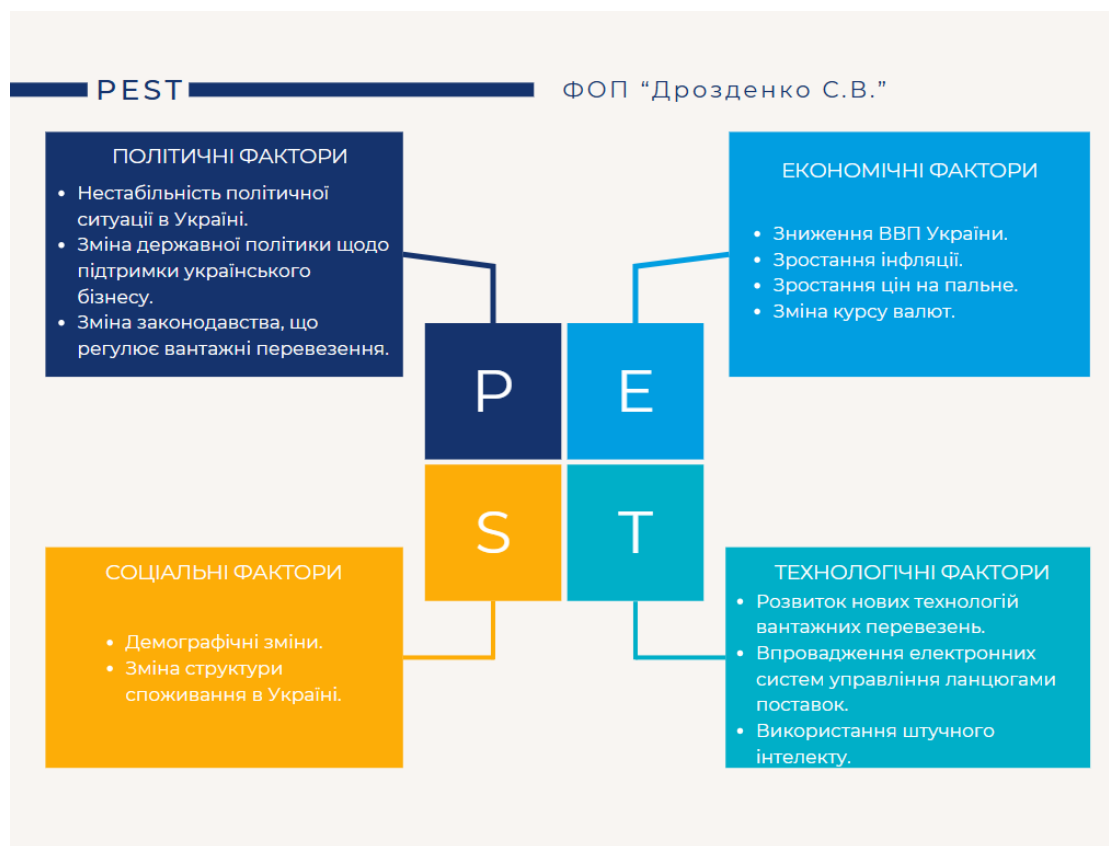 PEST
ФОП “Дрозденко С.В.”
ПОЛІТИЧНІ ФАКТОРИ
• Нестабільність політичної
ситуації в Україні.
• Зміна державної політики щодо
підтримки українського
бізнесу.
• Зміна законодавства, що
регулює вантажні перевезення.
ЕКОНОМІЧНІ ФАКТОРИ
• Зниження ВВП України.
• Зростання інфляції.
• Зростання цін на пальне.
• Зміна курсу валют.
P
E
S
T
СОЦІАЛЬНІ ФАКТОРИ
• Демографічні зміни.
• Зміна структури
споживання в Україні.
ТЕХНОЛОГІЧНІ ФАКТОРИ
• Розвиток нових технологій
вантажних перевезень.
• Впровадження електронних
систем управління ланцюгами
поставок.
• Використання штучного
інтелекту.